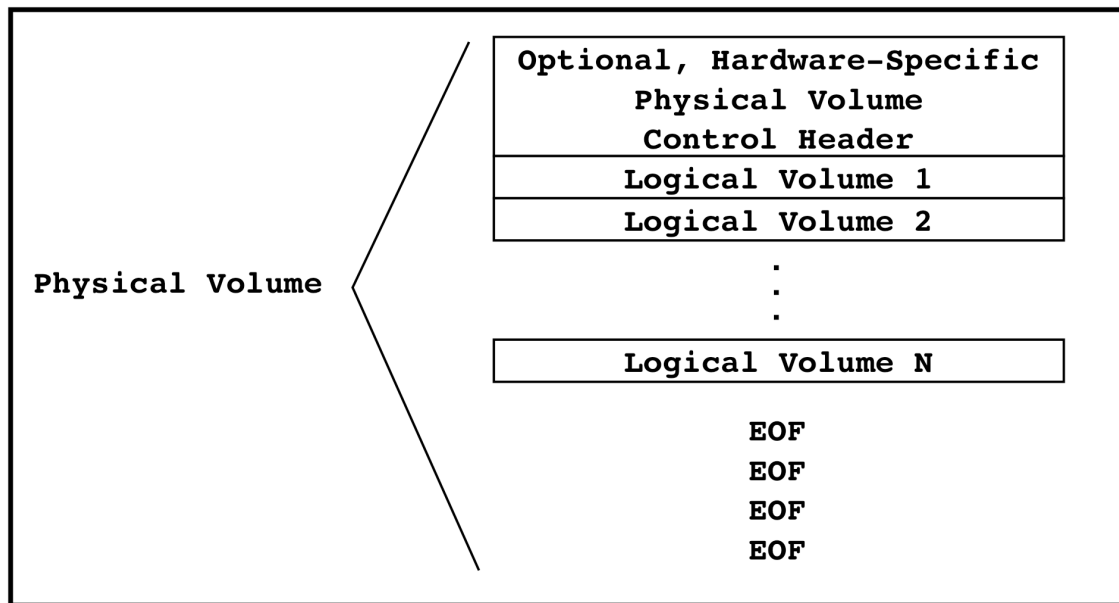 Optional, Hardware-Specific
Physical Volume
Control Header
Logical Volume 1
Logical Volume 2
.
.
.
Physical Volume
Logical Volume N
EOF
EOF
EOF
EOF